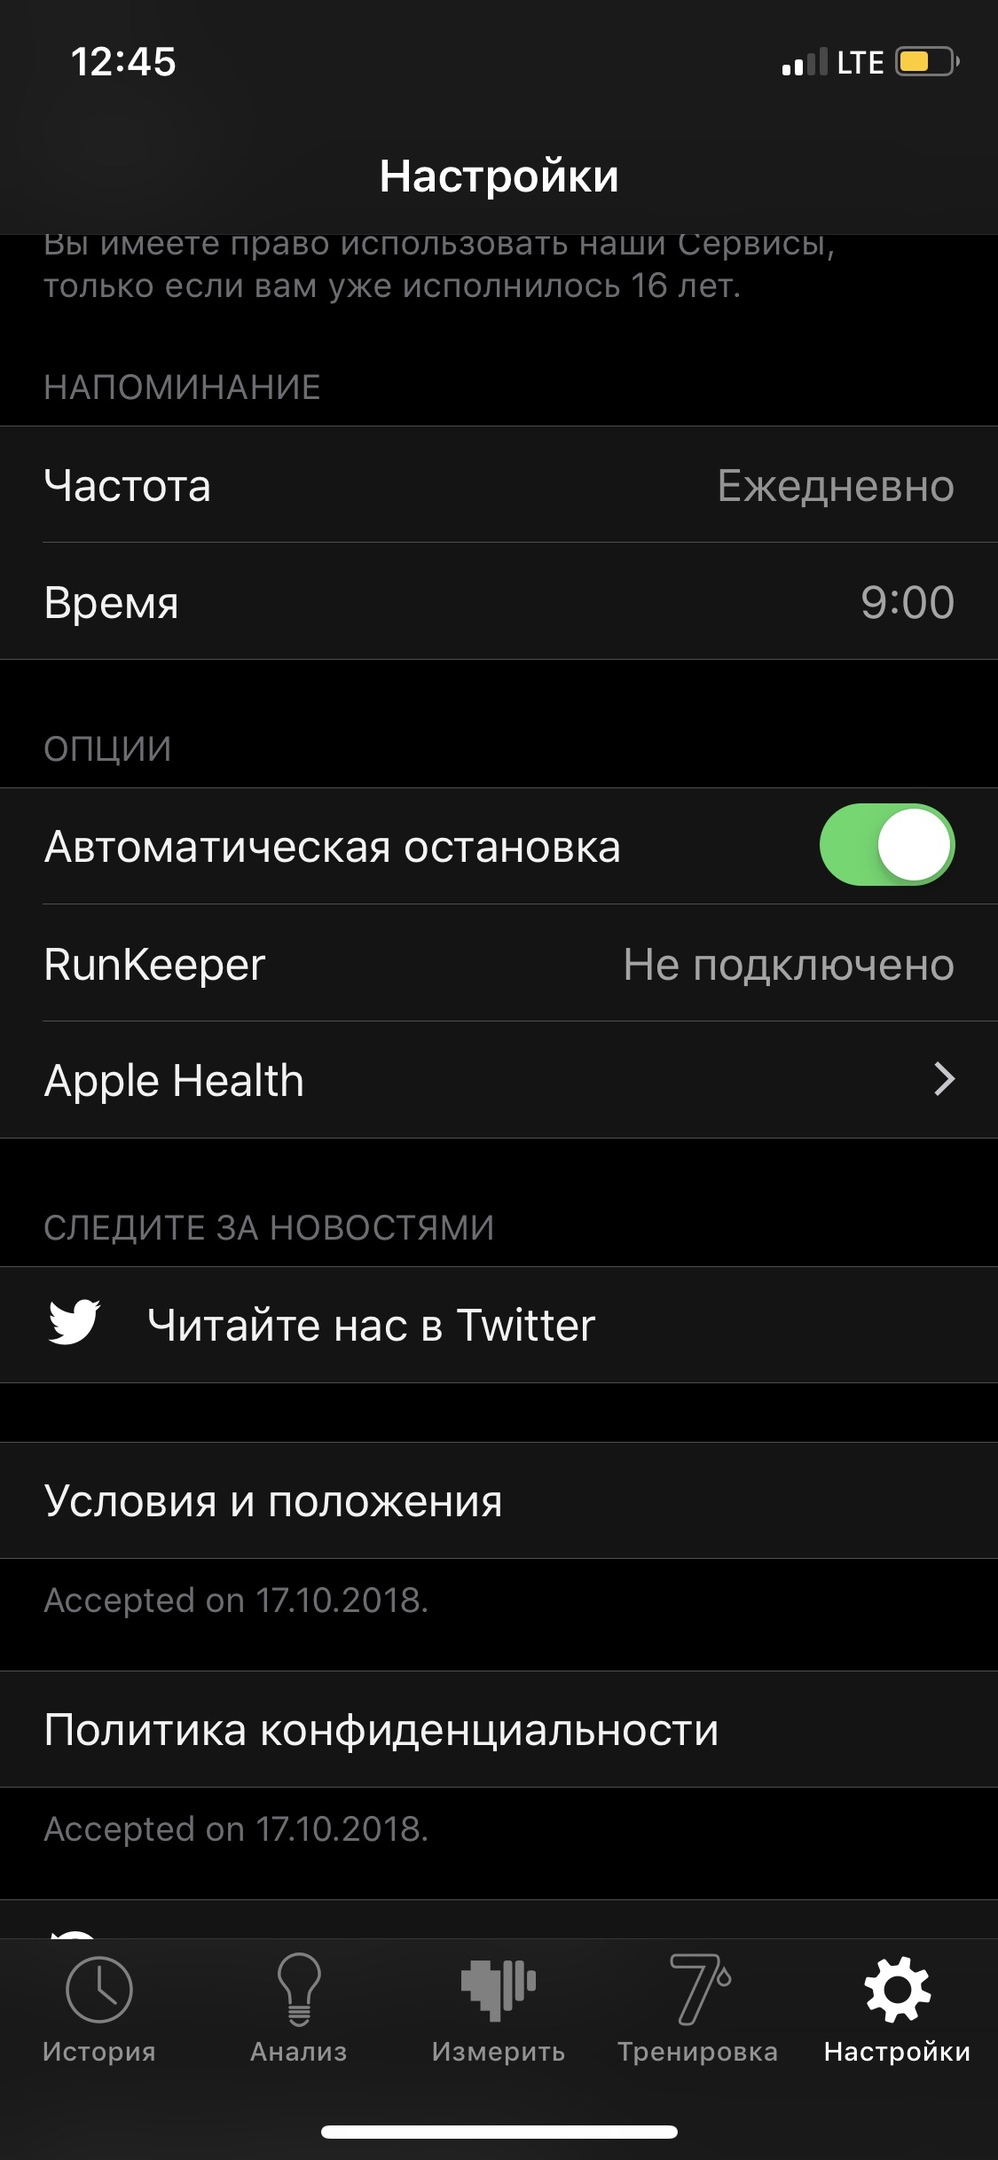 12:45
LTE
Настройки
Вы имеете право использовать наши Сервисы,
только если вам уже исполнилось 16 лет.
НАПОМИНАНИЕ
Частота Ежедневно
Время 9:00
ОПЦИИ
Автоматическая остановка
RunKeeper Не подключено
Apple Health
СЛЕДИТЕ ЗА НОВОСТЯМИ
Читайте нас в Twitter
Условия и положения
Accepted on 17.10.2018.
Политика конфиденциальности
Accepted on 17.10.2018.
7
История Анализ Измерить Тренировка Настройки